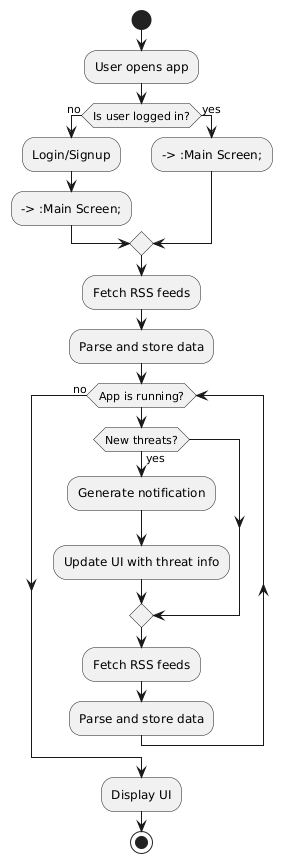 User opens app
Is user logged in?
no
yes
Login/Signup
-> :Main Screen;
-> :Main Screen;
Fetch RSS feeds
Parse and store data
App is running?
no
New threats?
yes
Generate notification
Update UI with threat info
Fetch RSS feeds
Parse and store data
Display UI